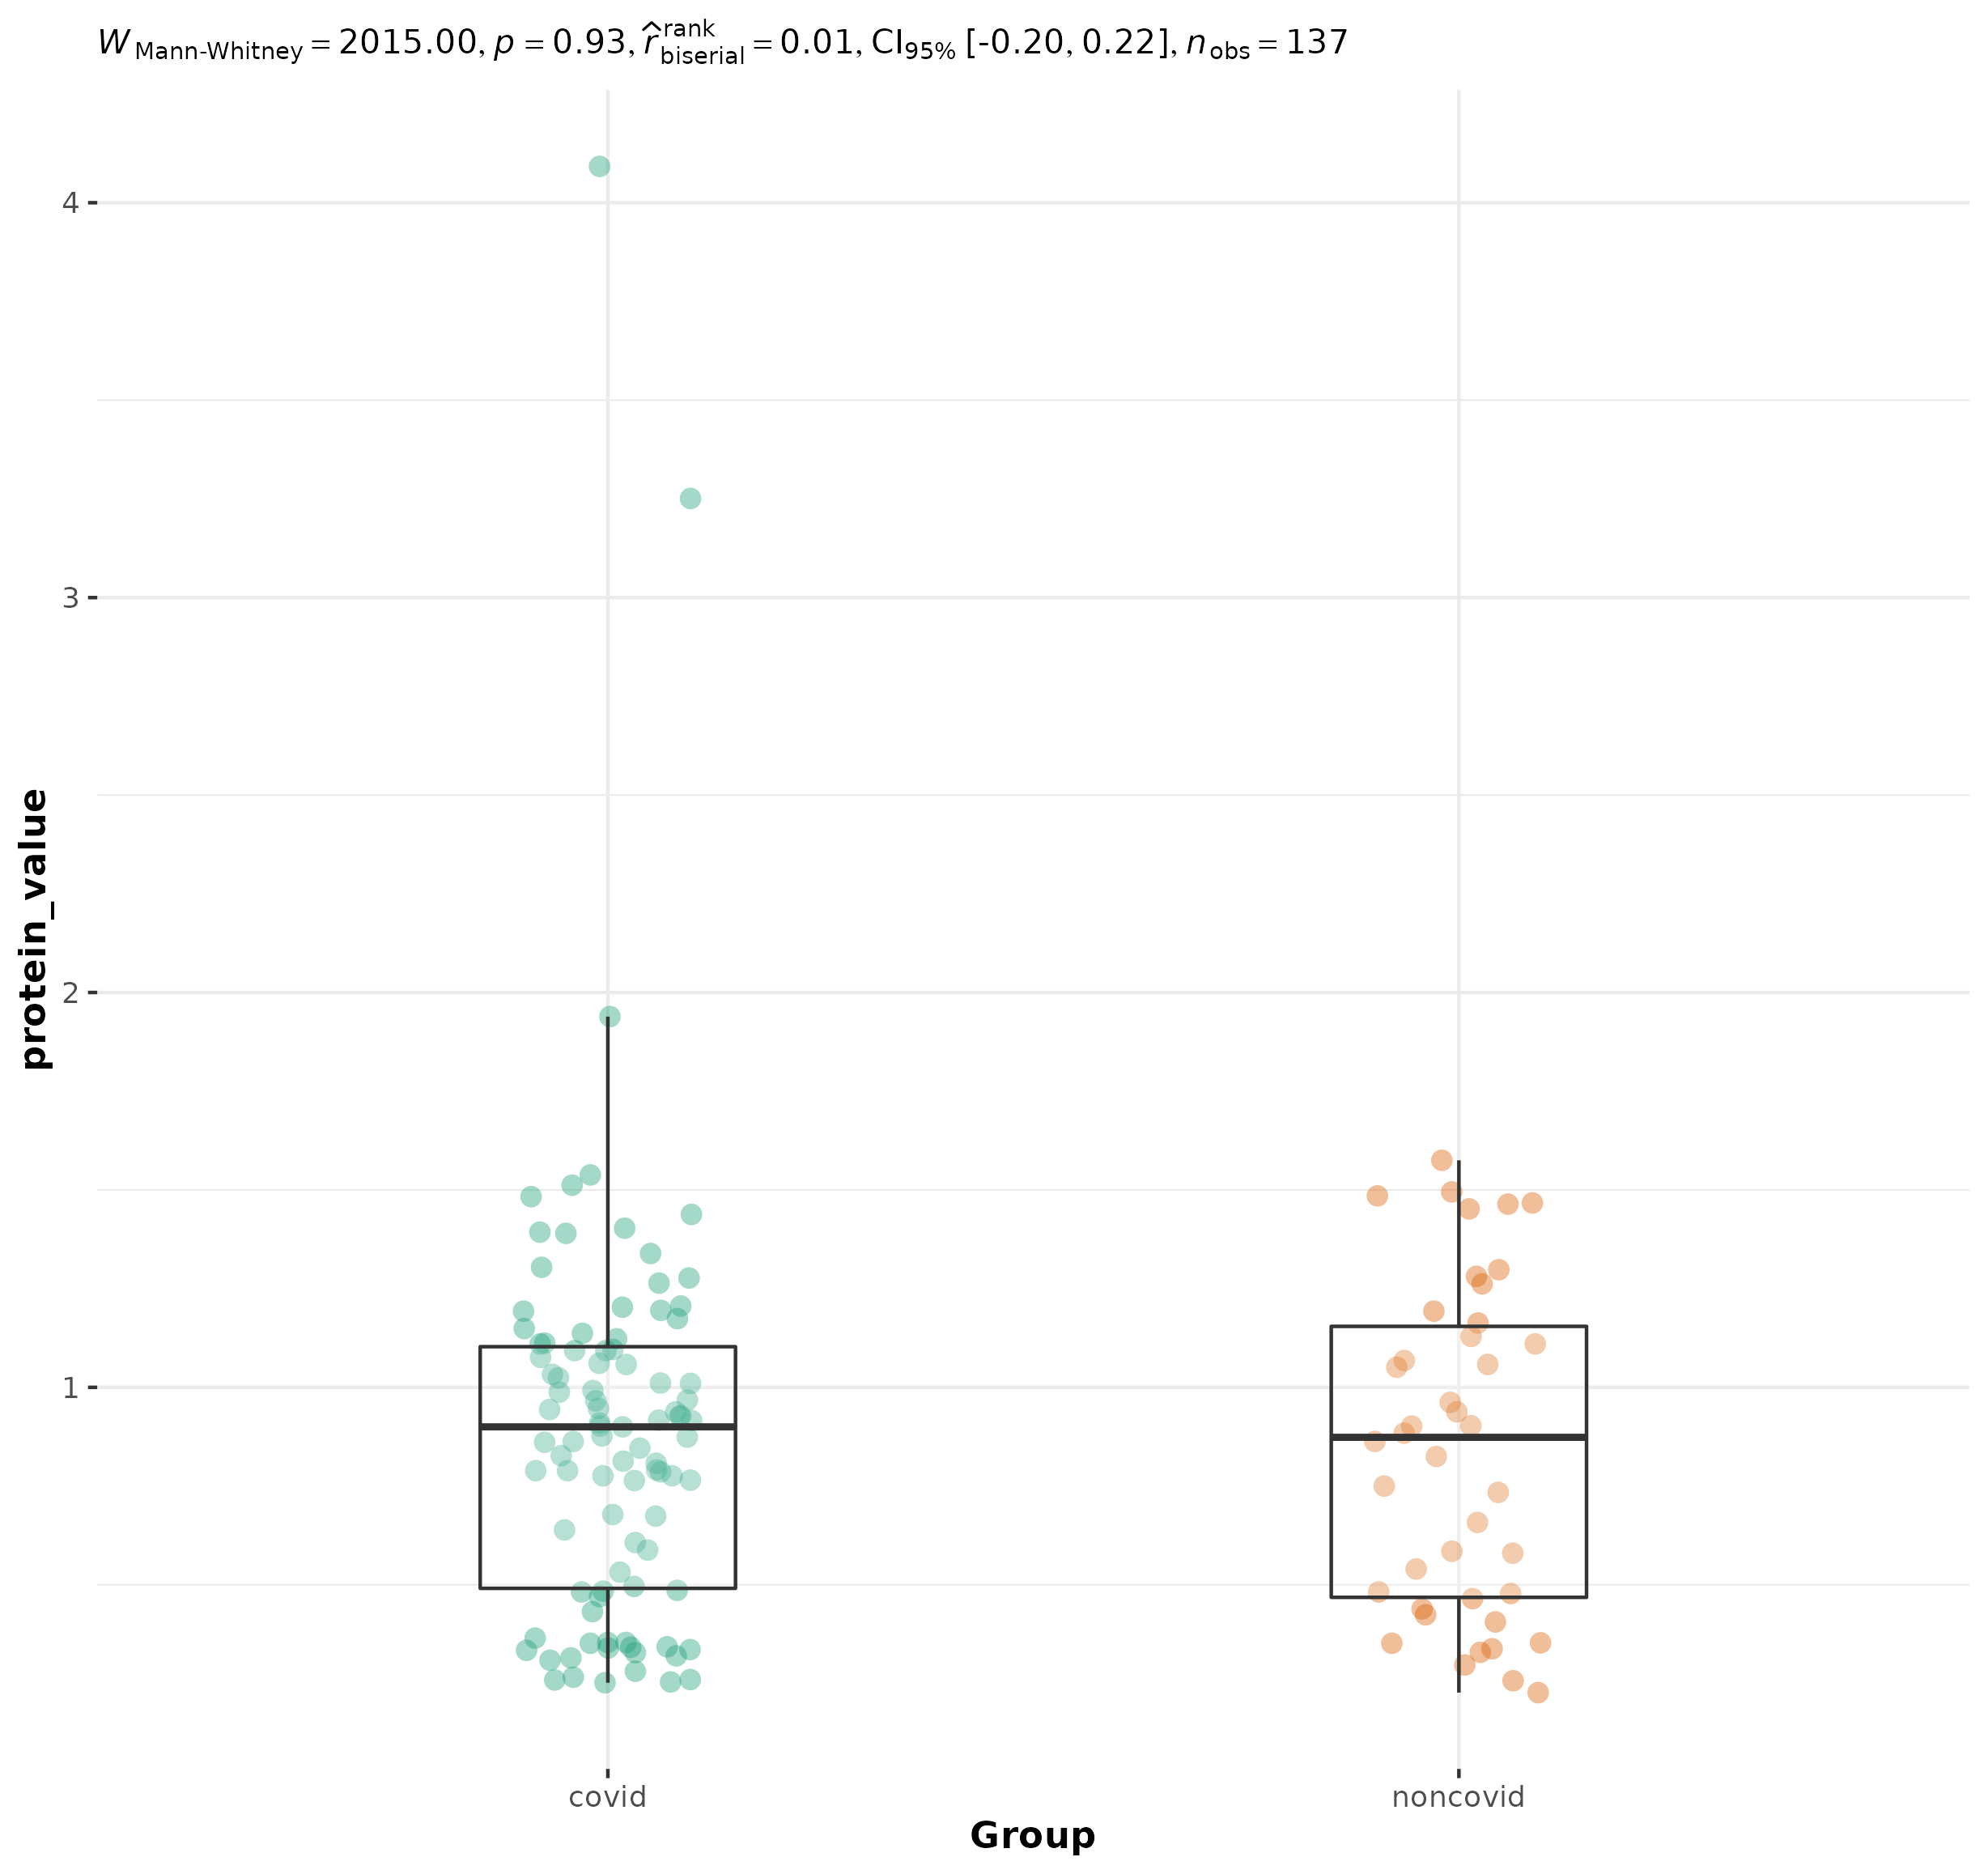 W Mann-Whitney = 2015.00, p = 0.93, r̂ rank biserial = 0.01, CI95% [-0.20, 0.22], n obs = 137
protein_value
4
3
2
1
covid noncovid
Group